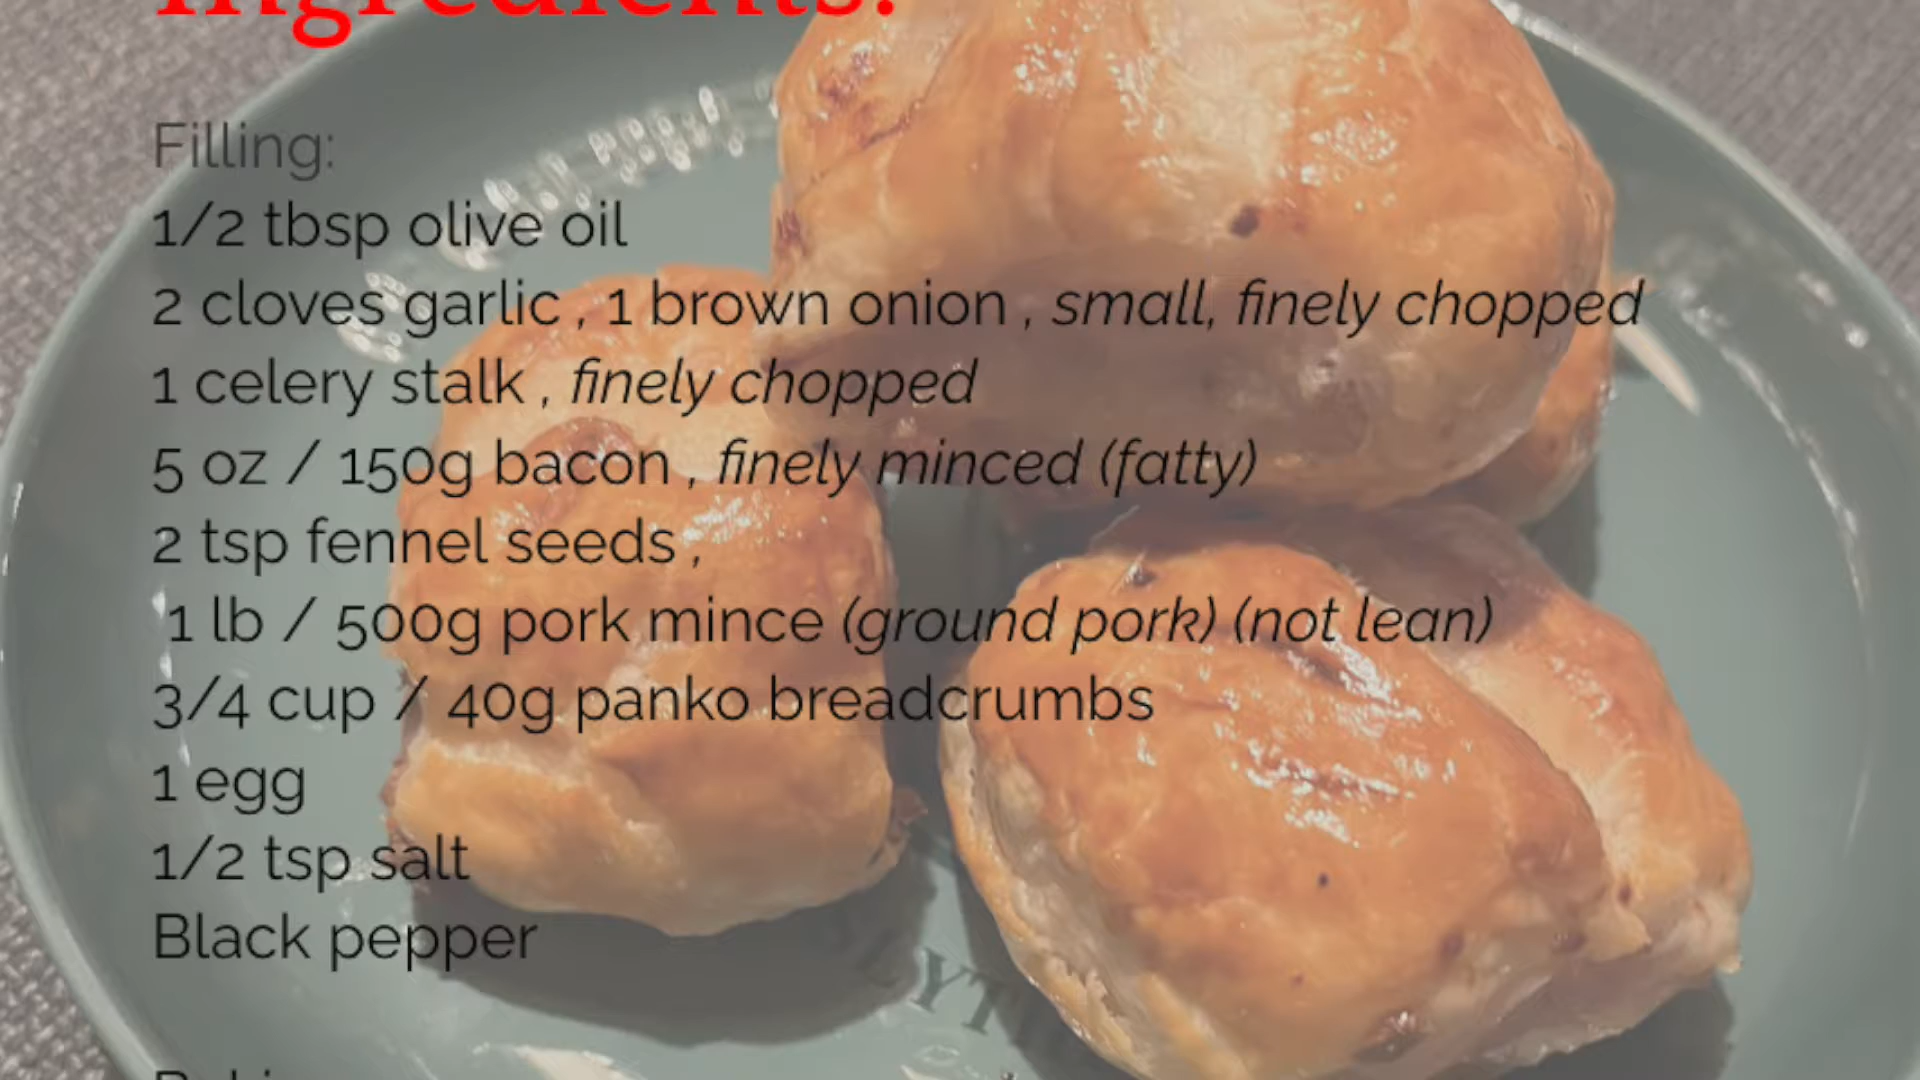 Ingredients:
Filling:
1/2 tbsp olive oil
2 cloves garlic , 1 brown onion , small, finely chopped
1 celery stalk , finely chopped
5 oz / 150g bacon , finely minced (fatty)
2 tsp fennel seeds ,
1 lb / 500g pork mince (ground pork) (not lean)
3/4 cup / 40g panko breadcrumbs
1 egg
1/2 tsp salt
Black pepper